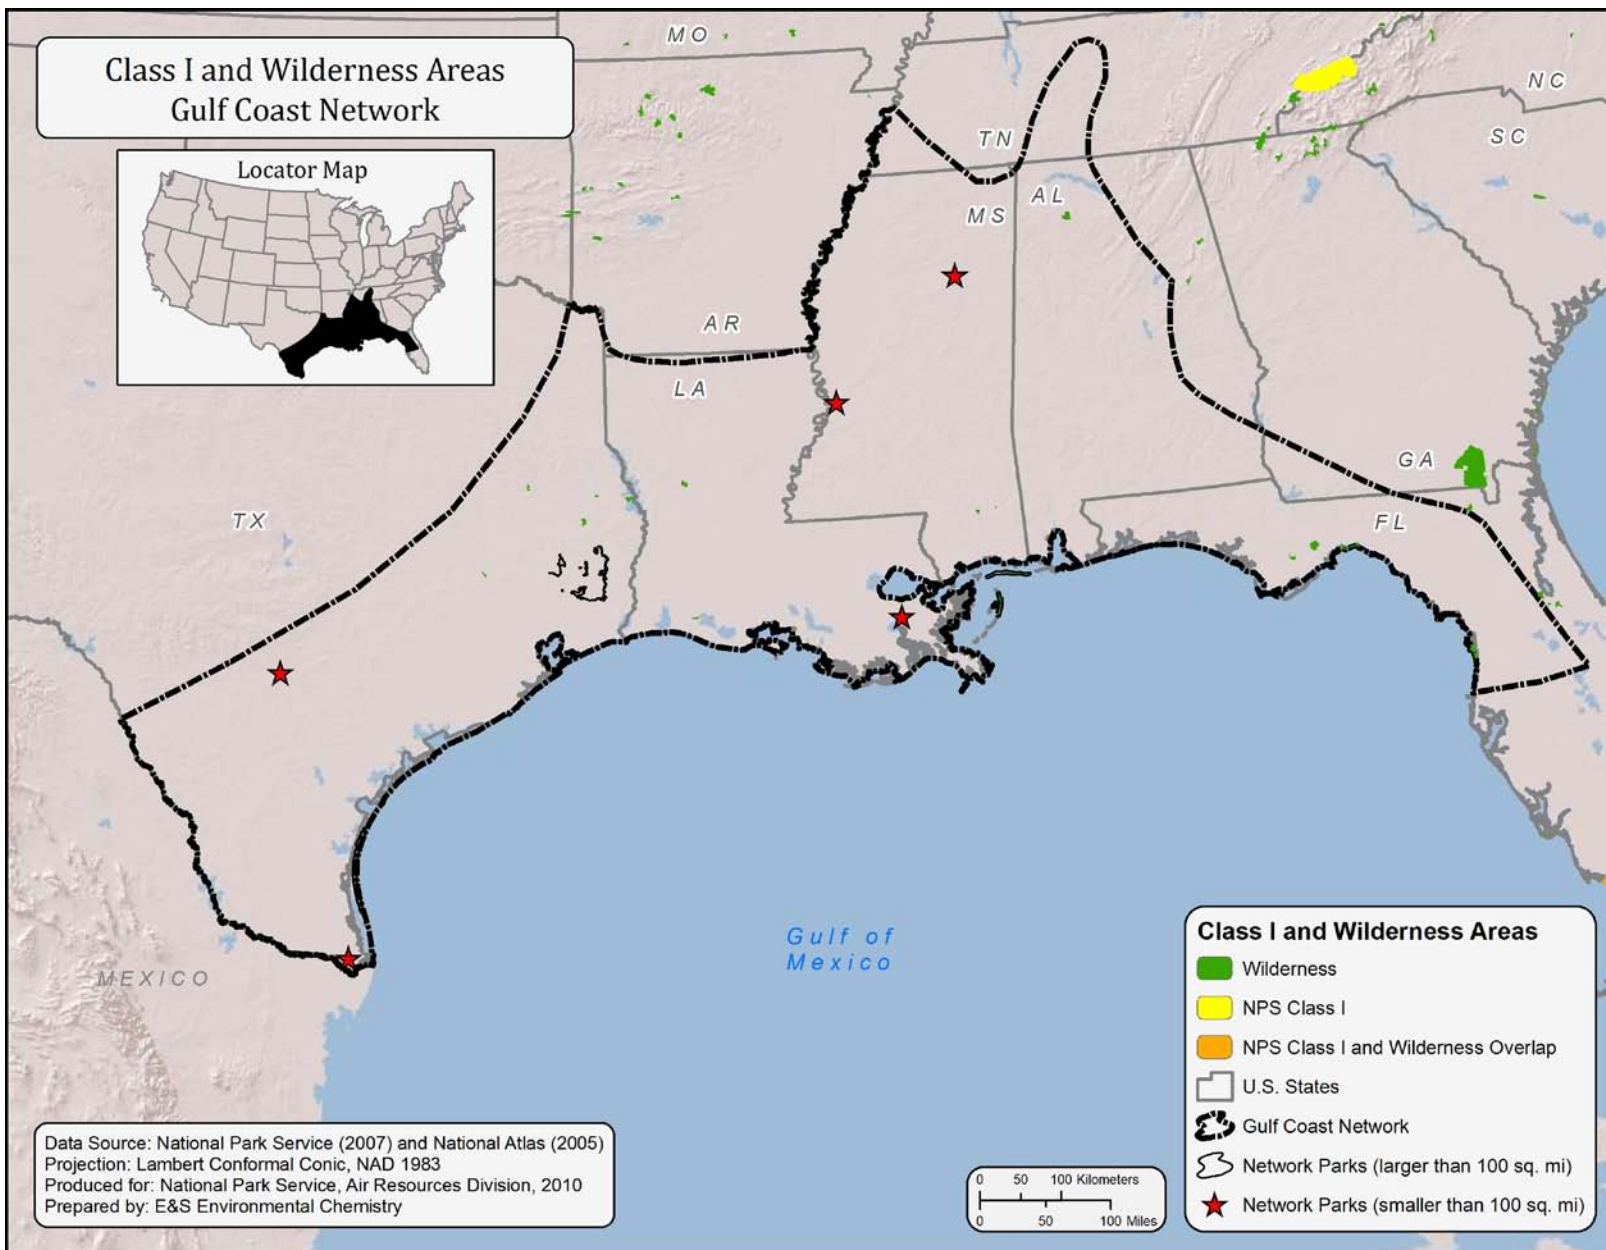 Class I and Wilderness Areas
Gulf Coast Network
Locator Map
MO
NC
TN
SC
AL
MS
AR
LA
GA
TX
FL
Gulf of
Mexico
MEXICO
Class I and Wilderness Areas
Wilderness
NPS Class I
NPS Class I and Wilderness Overlap
U.S. States
Gulf Coast Network
Network Parks (larger than 100 sq. mi)
Network Parks (smaller than 100 sq. mi)
Data Source: National Park Service (2007) and National Atlas (2005)
Projection: Lambert Conformal Conic, NAD 1983
Produced for: National Park Service, Air Resources Division, 2010
Prepared by: E&S Environmental Chemistry
0 50 100 Kilometers
0 50 100 Miles